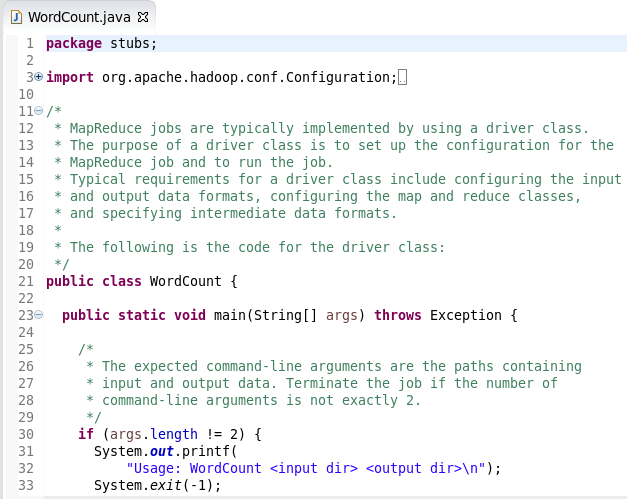 WordCount.java
1 package stubs;
2
3 import org.apache.hadoop.conf.Configuration;
10
11 /*
12  * MapReduce jobs are typically implemented by using a driver class.
13  * The purpose of a driver class is to set up the configuration for the
14  * MapReduce job and to run the job.
15  * Typical requirements for a driver class include configuring the input
16  * and output data formats, configuring the map and reduce classes,
17  * and specifying intermediate data formats.
18  *
19  * The following is the code for the driver class:
20  */
21 public class WordCount {
22
23   public static void main(String[] args) throws Exception {
24
25     /*
26      * The expected command-line arguments are the paths containing
27      * input and output data. Terminate the job if the number of
28      * command-line arguments is not exactly 2.
29      */
30     if (args.length != 2) {
31       System.out.printf(
32           "Usage: WordCount <input dir> <output dir>\n");
33       System.exit(-1);